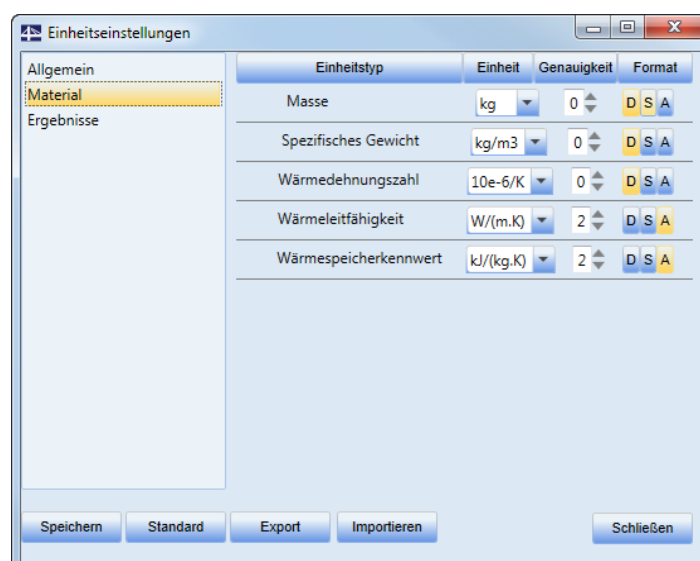 Einheitseinstellungen
Allgemein
Material
Ergebnisse
Einheitstyp Einheit Genauigkeit Format
Masse kg 0 D S A
Spezifisches Gewicht kg/m3 0 D S A
Wärmedehnungszahl 10e-6/K 0 D S A
Wärmeleitfähigkeit W/(m.K) 2 D S A
Wärmespeicherkennwert kJ/(kg.K) 2 D S A
Speichern Standard Export Importieren Schließen